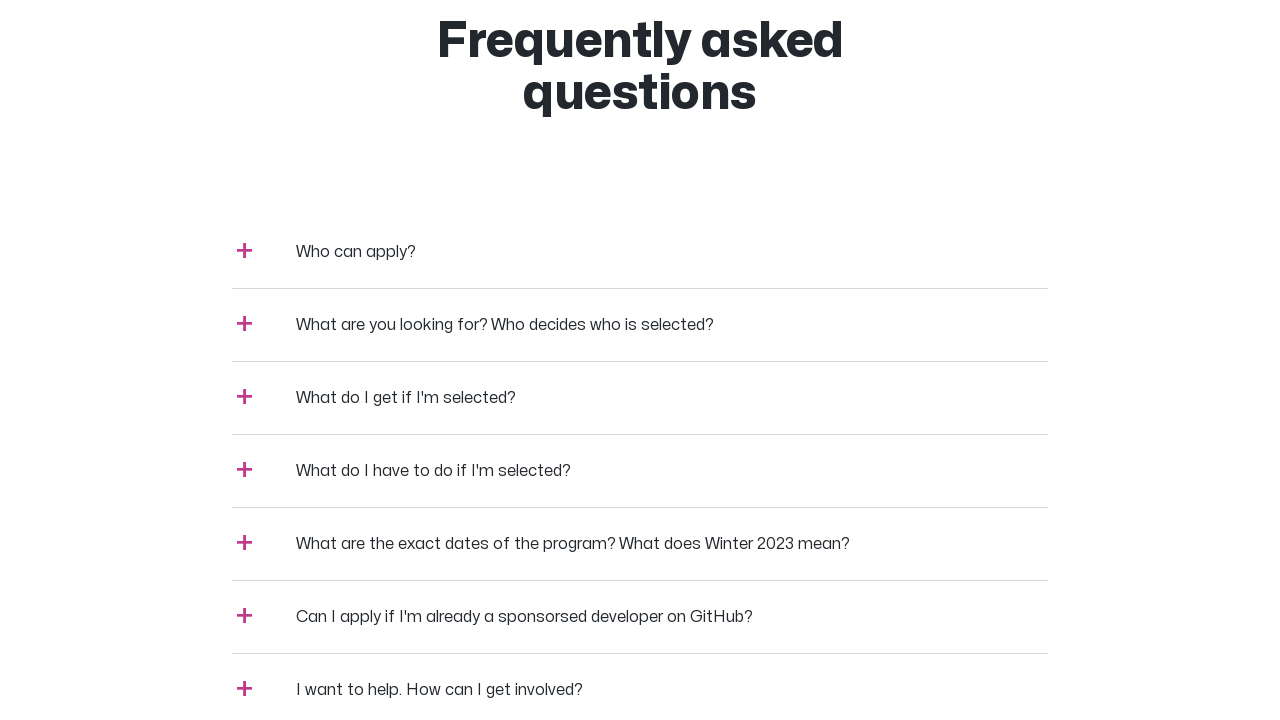 Frequently asked
questions
Who can apply?
What are you looking for? Who decides who is selected?
What do I get if I'm selected?
What do I have to do if I'm selected?
What are the exact dates of the program? What does Winter 2023 mean?
Can I apply if I'm already a sponsorsed developer on GitHub?
I want to help. How can I get involved?